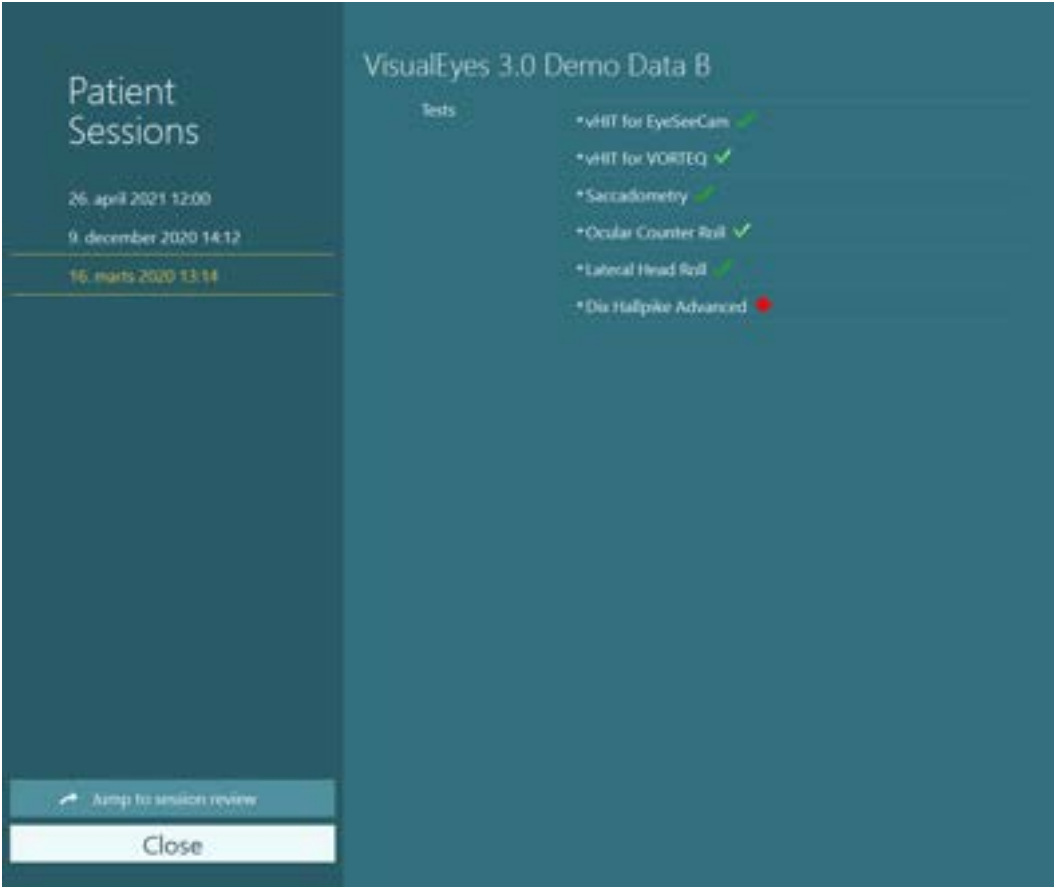 Patient
Sessions
26. april 2021 12:00
9. december 2020 14:12
16. marts 2020 13:14
Jump to session review
Close
VisualEyes 3.0 Demo Data B
Tests
*vHIT for EyeSeeCam
*vHIT for VORTEQ
*Saccadometry
*Ocular Counter Roll
*Lateral Head Roll
*Dix Hallpike Advanced